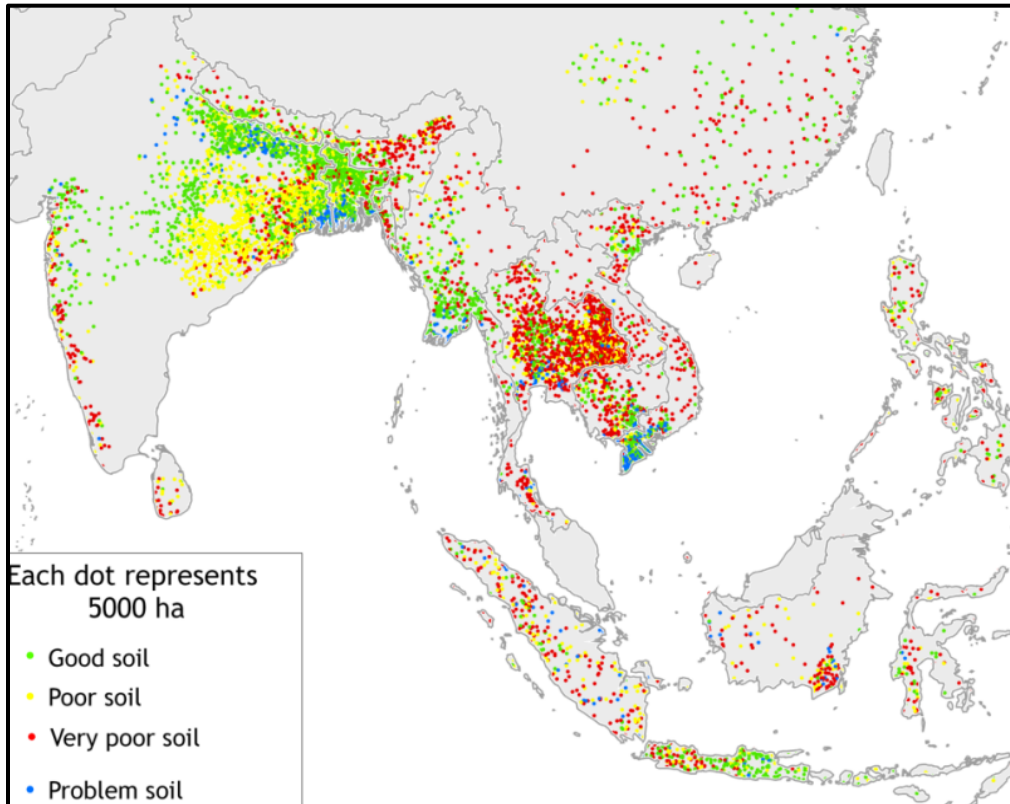 Each dot represents
5000 ha
Good soil
Poor soil
Very poor soil
Problem soil